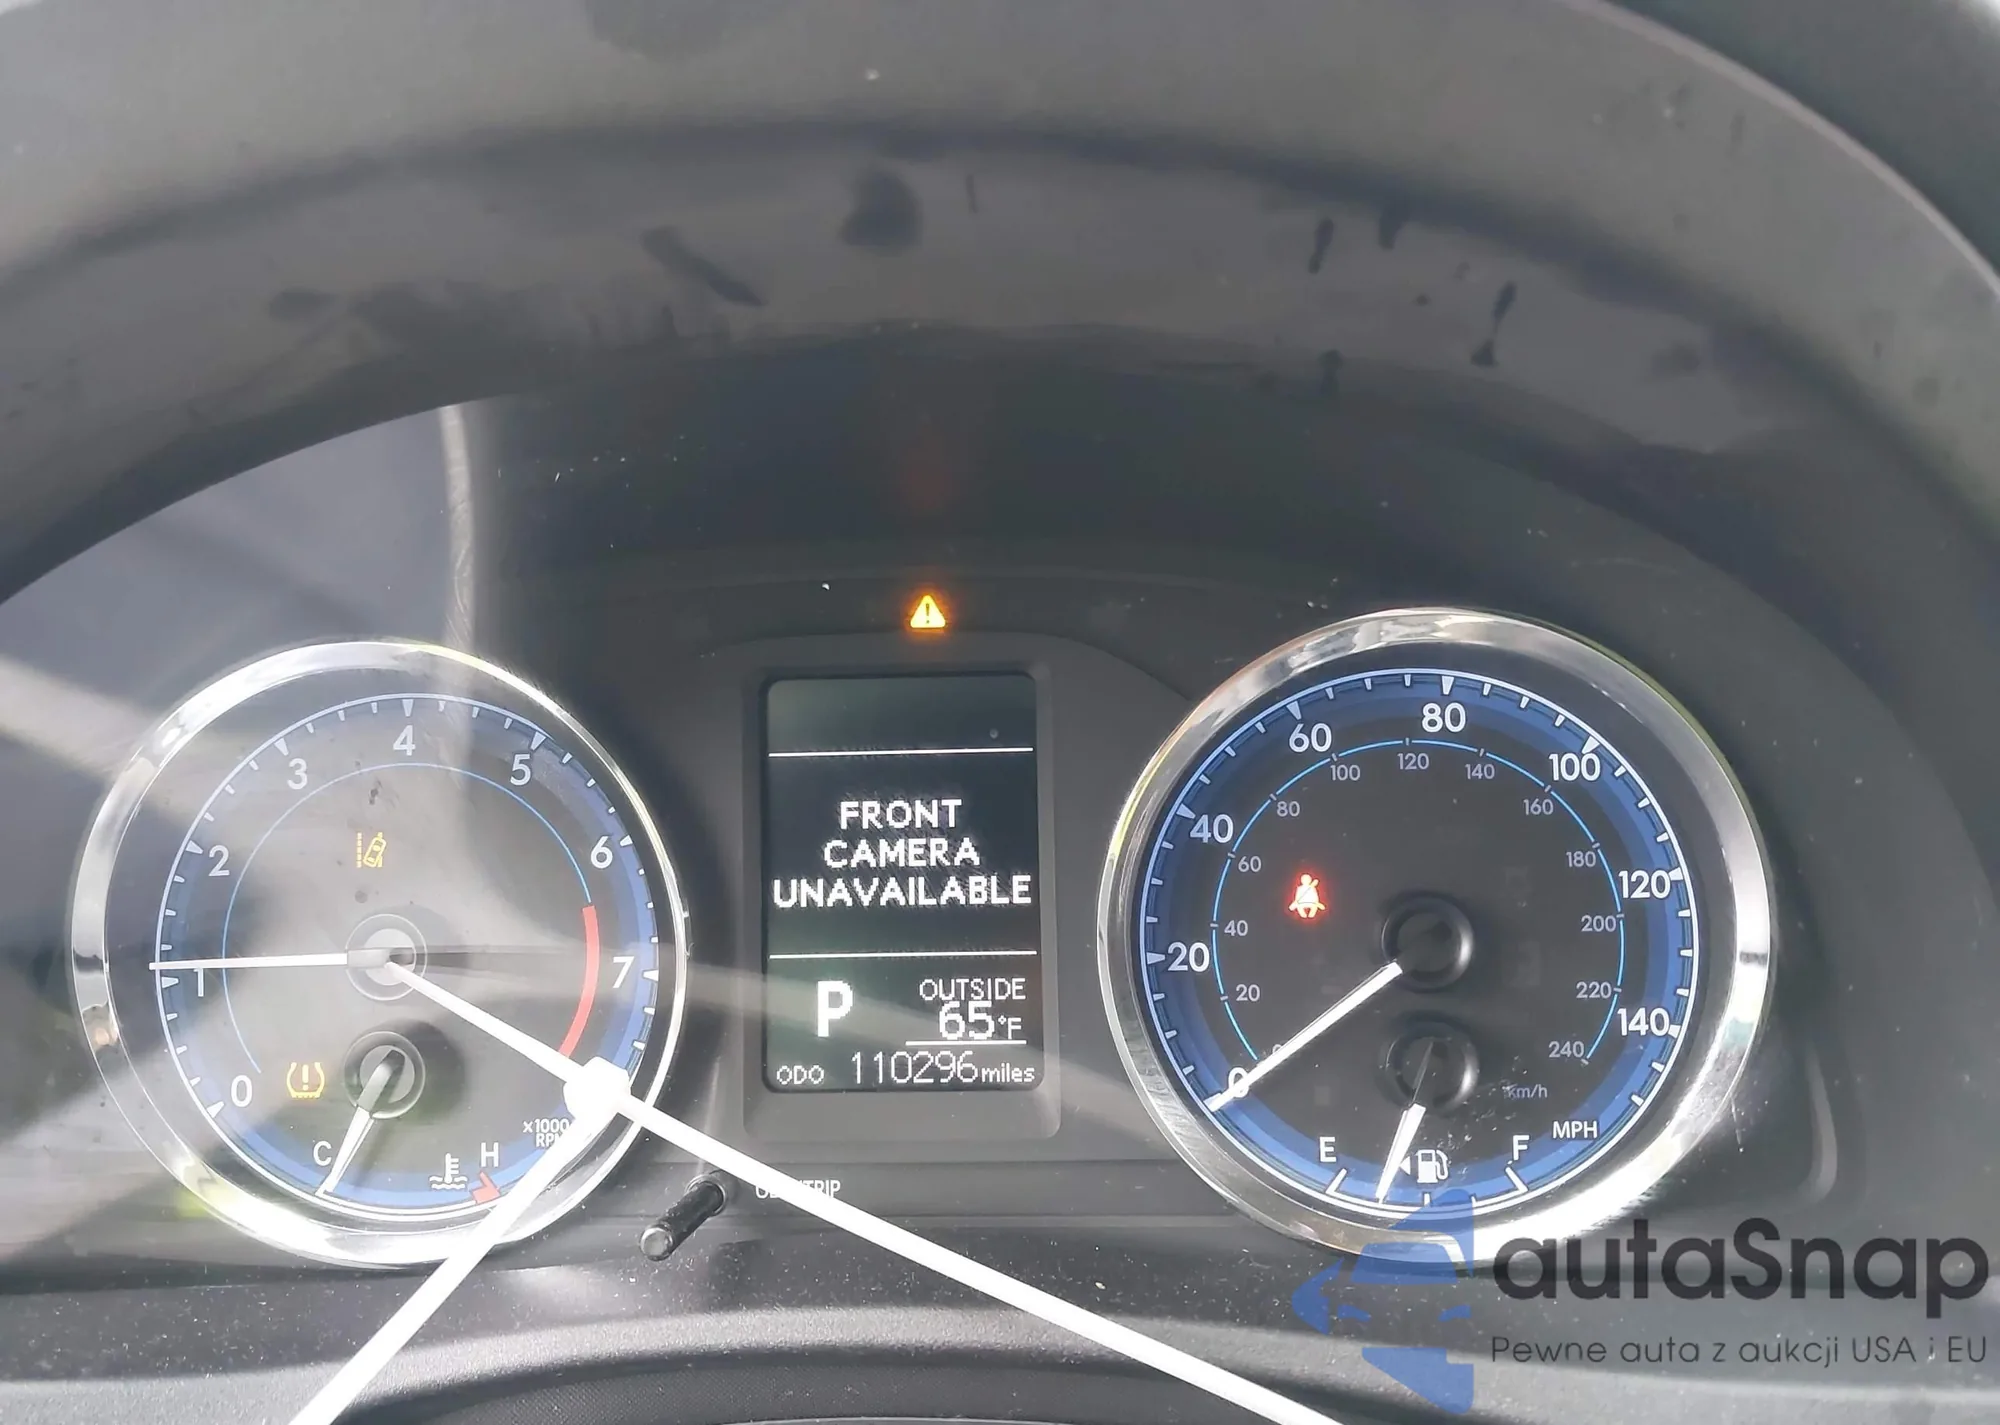 4
3
5
2
6
1
7
0
x1000
RPM
C
H
FRONT
CAMERA
UNAVAILABLE
P
OUTSIDE
65°F
ODO 110296 miles
TRIP
80
60
100
40
120
20
140
0
MPH
120
100
140
80
160
60
180
40
200
20
220
240
km/h
E
F
autaSnap
Pewne auta z aukcji USA i EU